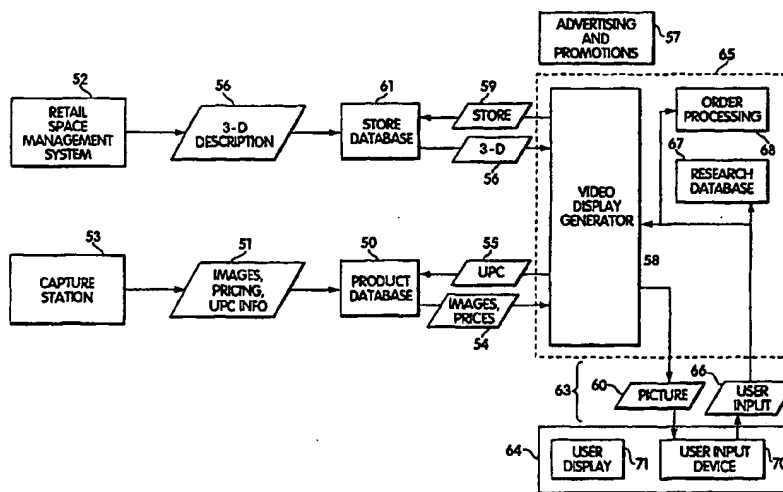 ADVERTISING AND PROMOTIONS
57
65
52
RETAIL
SPACE
MANAGEMENT
SYSTEM
56
3-D
DESCRIPTION
61
STORE
DATABASE
59
STORE
3-D
56
VIDEO
DISPLAY
GENERATOR
58
ORDER
PROCESSING
67
68
RESEARCH
DATABASE
53
CAPTURE
STATION
51
IMAGES,
PRICING,
UPC INFO
50
PRODUCT
DATABASE
55
UPC
IMAGES,
PRICES
54
63
60
PICTURE
66
USER
INPUT
64
USER
DISPLAY
71
USER INPUT
DEVICE
70